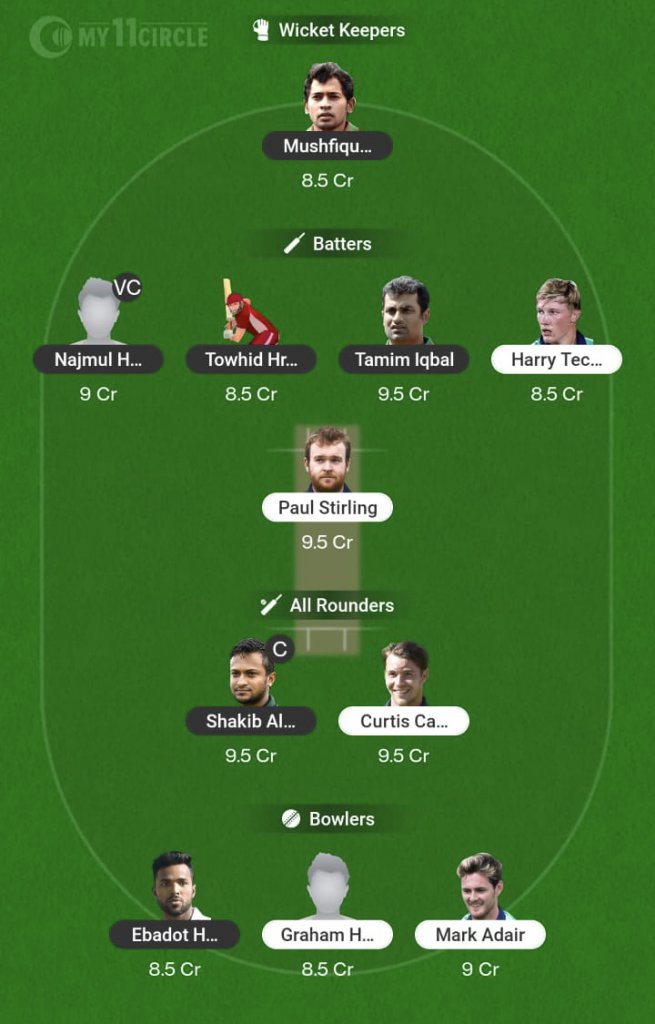 MY11CIRCLE
Wicket Keepers
Mushfiqu...
8.5 Cr
Batters
VC
Najmul H...
Towhid Hr...
Tamim Iqbal
Harry Tec...
9 Cr
8.5 Cr
9.5 Cr
8.5 Cr
Paul Stirling
9.5 Cr
All Rounders
C
Shakib Al...
Curtis Ca...
9.5 Cr
9.5 Cr
Bowlers
Ebadot H...
Graham H...
Mark Adair
8.5 Cr
8.5 Cr
9 Cr